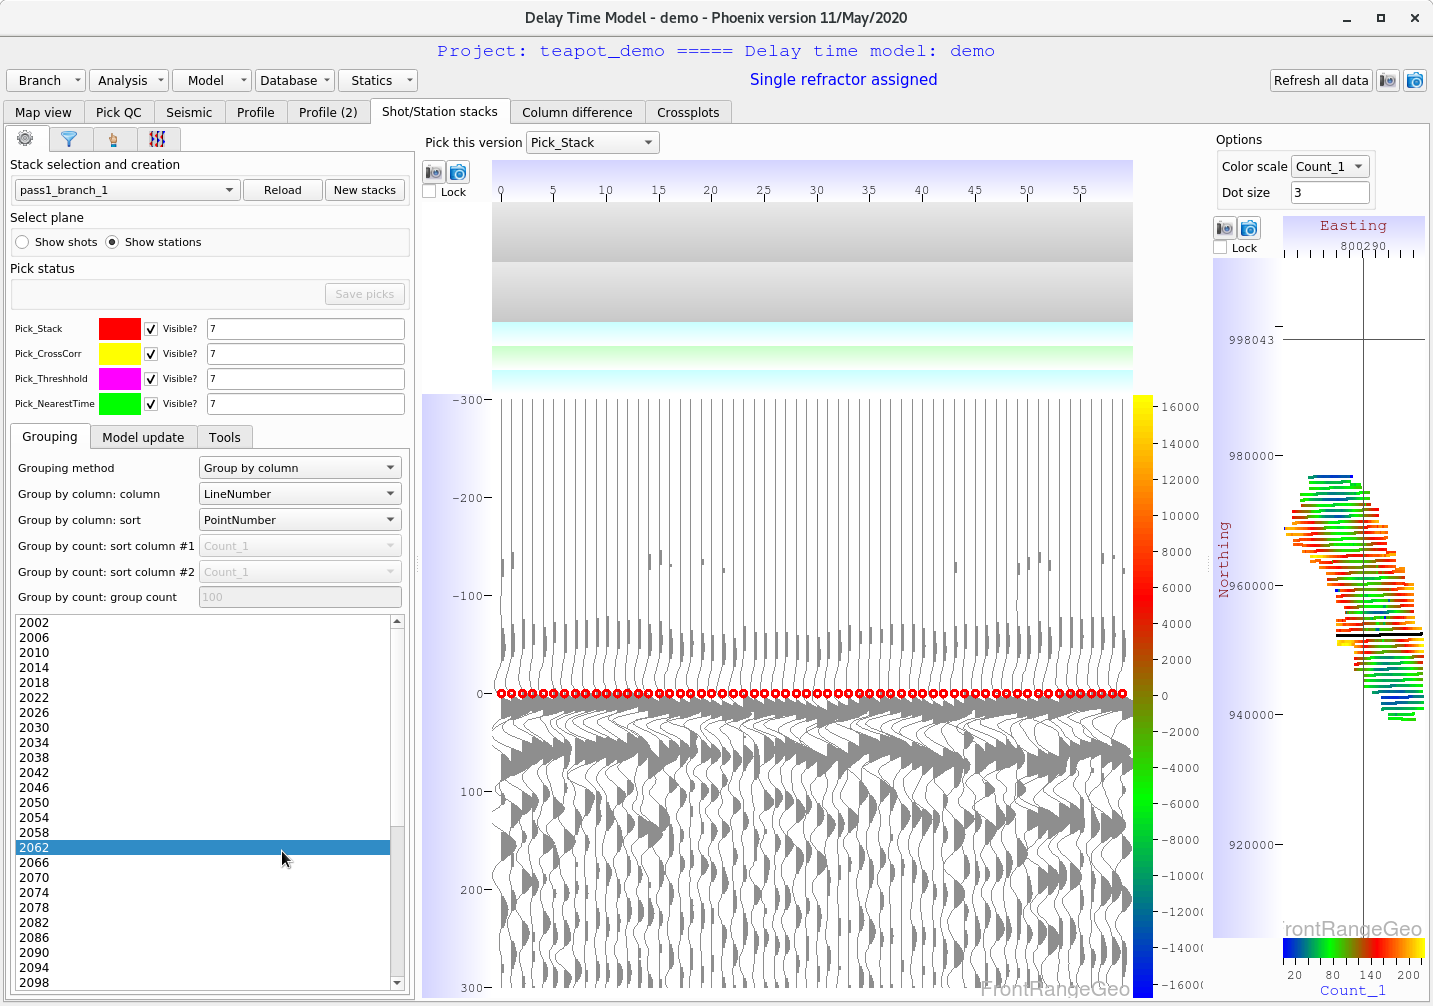 Delay Time Model - demo - Phoenix version 11/May/2020
Project: teapot_demo ===== Delay time model: demo
Branch Analysis Model Database Statics
Single refractor assigned
Refresh all data
Map view Pick QC Seismic Profile Profile (2) Shot/Station stacks Column difference Crossplots
Stack selection and creation
pass1_branch_1 Reload New stacks
Select plane
Show shots Show stations
Pick status
Save picks
Pick_Stack Visible? 7
Pick_CrossCorr Visible? 7
Pick_Threshhold Visible? 7
Pick_NearestTime Visible? 7
Grouping Model update Tools
Grouping method Group by column
Group by column: column LineNumber
Group by column: sort PointNumber
Group by count: sort column #1 Count_1
Group by count: sort column #2 Count_1
Group by count: group count 100
2002
2006
2010
2014
2018
2022
2026
2030
2034
2038
2042
2046
2050
2054
2058
2062
2066
2070
2074
2078
2082
2086
2090
2094
2098
Pick this version Pick_Stack
Lock
0 5 10 15 20 25 30 35 40 45 50 55
-300
-200
-100
0
100
200
300
FrontRangeGeo
16000
14000
12000
10000
8000
6000
4000
2000
0
-2000
-4000
-6000
-8000
-1000
-1200
-1400
-1600
Options
Color scale Count_1
Dot size 3
Lock
Easting
800290
998043
980000
960000
940000
920000
Northing
rontRangeGeo
20 80 140 200
Count_1